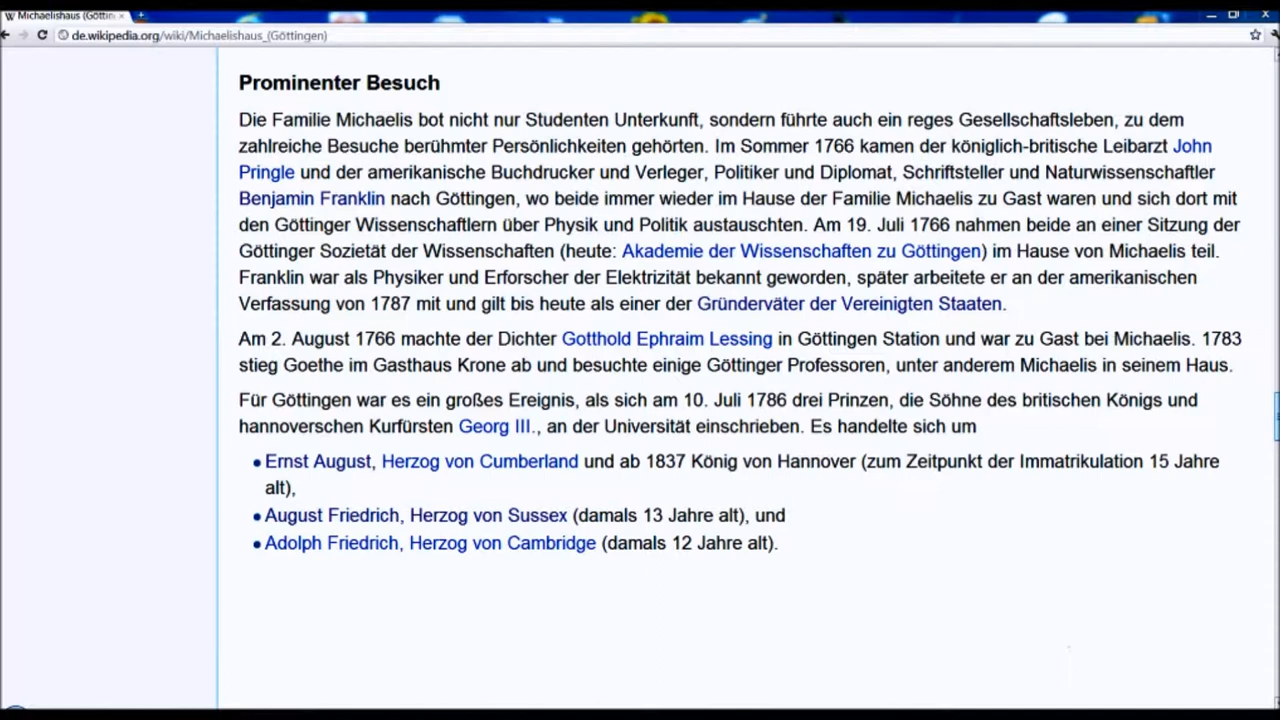 Michaelishaus (Göttin
de.wikipedia.org/wiki/Michaelishaus_(Göttingen)
Prominenter Besuch
Die Familie Michaelis bot nicht nur Studenten Unterkunft, sondern führte auch ein reges Gesellschaftsleben, zu dem
zahlreiche Besuche berühmter Persönlichkeiten gehörten. Im Sommer 1766 kamen der königlich-britische Leibarzt John
Pringle und der amerikanische Buchdrucker und Verleger, Politiker und Diplomat, Schriftsteller und Naturwissenschaftler
Benjamin Franklin nach Göttingen, wo beide immer wieder im Hause der Familie Michaelis zu Gast waren und sich dort mit
den Göttinger Wissenschaftlern über Physik und Politik austauschten. Am 19. Juli 1766 nahmen beide an einer Sitzung der
Göttinger Sozietät der Wissenschaften (heute: Akademie der Wissenschaften zu Göttingen) im Hause von Michaelis teil.
Franklin war als Physiker und Erforscher der Elektrizität bekannt geworden, später arbeitete er an der amerikanischen
Verfassung von 1787 mit und gilt bis heute als einer der Gründerväter der Vereinigten Staaten.
Am 2. August 1766 machte der Dichter Gotthold Ephraim Lessing in Göttingen Station und war zu Gast bei Michaelis. 1783
stieg Goethe im Gasthaus Krone ab und besuchte einige Göttinger Professoren, unter anderem Michaelis in seinem Haus.
Für Göttingen war es ein großes Ereignis, als sich am 10. Juli 1786 drei Prinzen, die Söhne des britischen Königs und
hannoverschen Kurfürsten Georg III., an der Universität einschrieben. Es handelte sich um
• Ernst August, Herzog von Cumberland und ab 1837 König von Hannover (zum Zeitpunkt der Immatrikulation 15 Jahre
alt),
• August Friedrich, Herzog von Sussex (damals 13 Jahre alt), und
• Adolph Friedrich, Herzog von Cambridge (damals 12 Jahre alt).